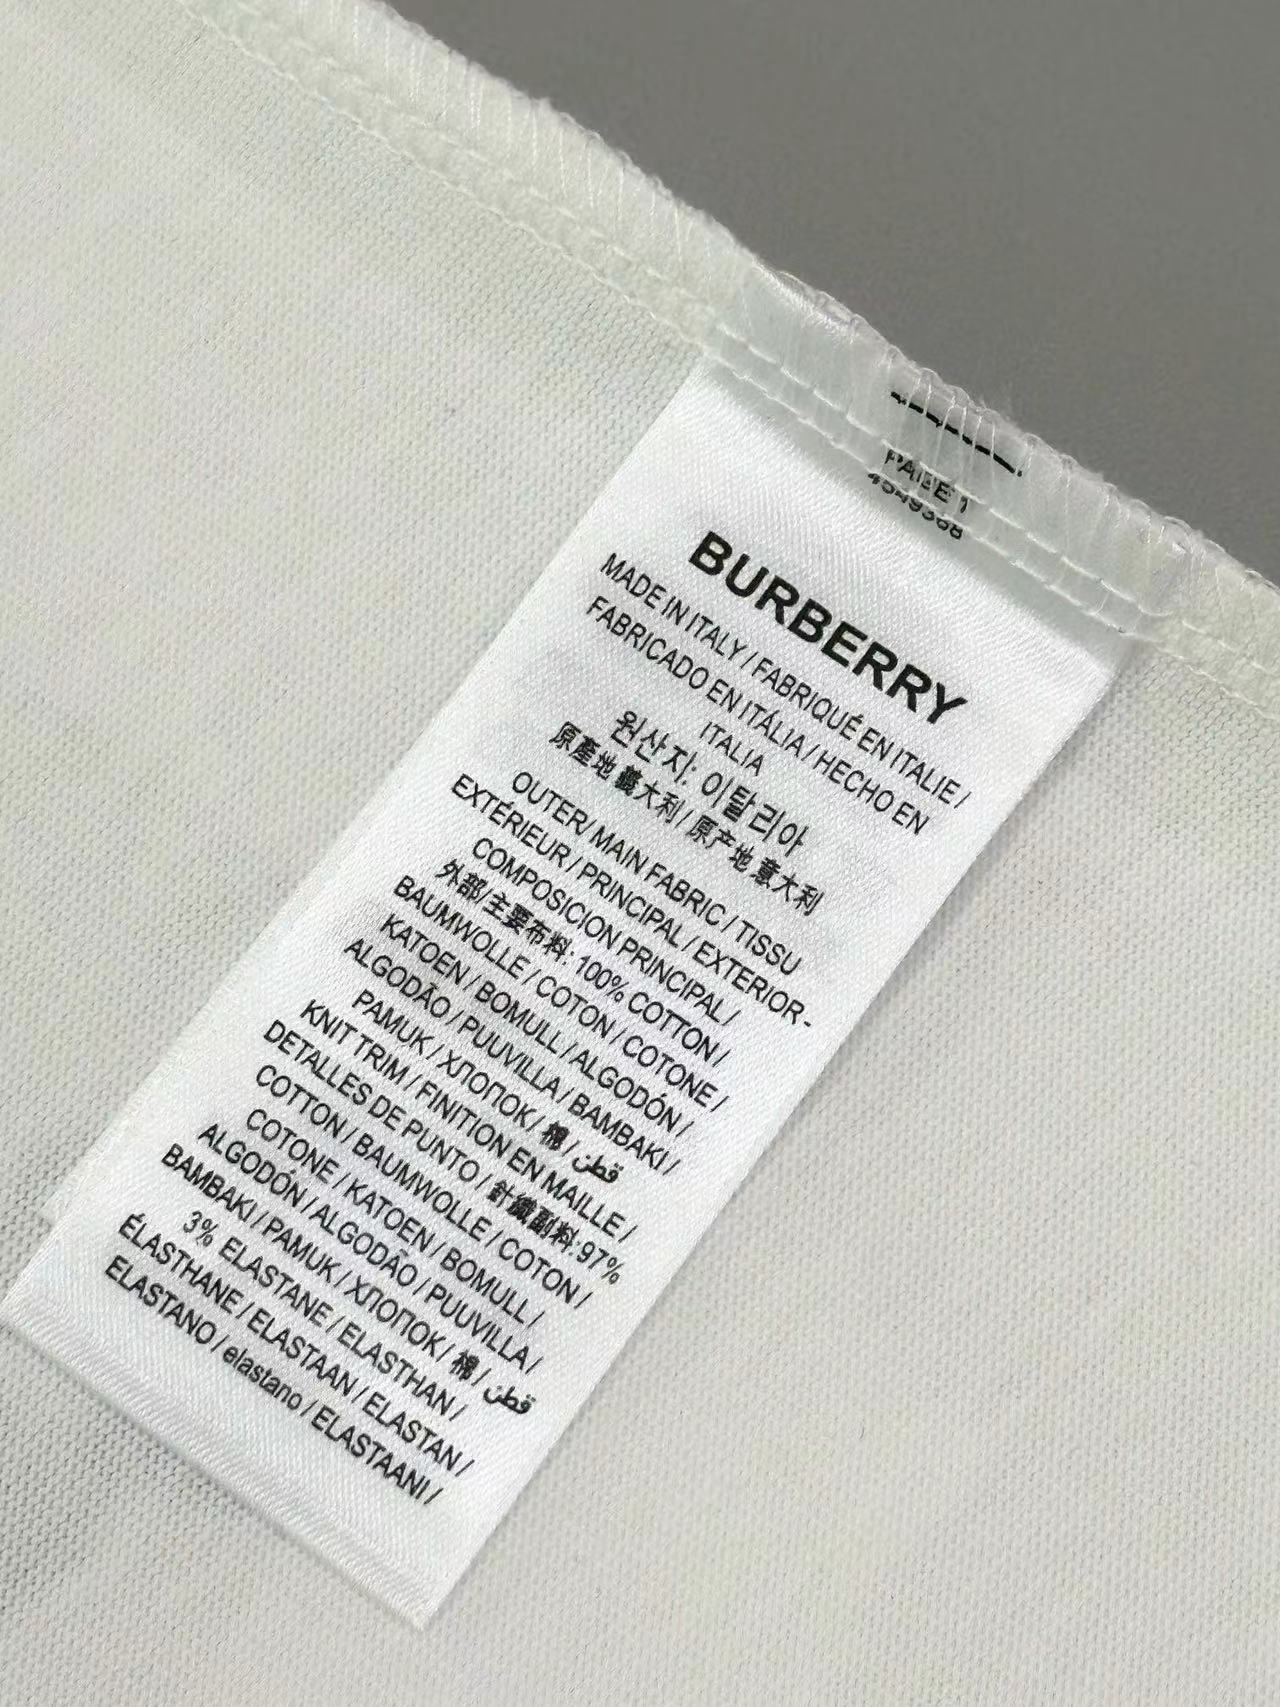 PAGE 1
4549368
BURBERRY
MADE IN ITALY / FABRIQUÉ EN ITALIE /
FABRICADO EN ITÁLIA / HECHO EN
ITALIA
원산지: 이탈리아
原產地 義大利 / 原产地 意大利
OUTER/ MAIN FABRIC / TISSU
EXTÉRIEUR / PRINCIPAL / EXTERIOR-
COMPOSICION PRINCIPAL /
外部/主要布料: 100% COTTON /
BAUMWOLLE / COTON / COTONE /
KATOEN / BOMULL / ALGODÓN /
ALGODÃO / PUUVILLA / BAMBAKI /
PAMUK / ХЛОПОК / 棉 / قطن
KNIT TRIM / FINITION EN MAILLE /
DETALLES DE PUNTO / 針織副料:97%
COTTON / BAUMWOLLE / COTON /
COTONE / KATOEN / BOMULL /
ALGODÓN / ALGODÃO / PUUVILLA /
BAMBAKI / PAMUK / ХЛОПОК / 棉 / قطن
3% ELASTANE / ELASTHAN /
ÉLASTHANE / ELASTAAN / ELASTAN /
ELASTANO / elastano / ELASTAANI /